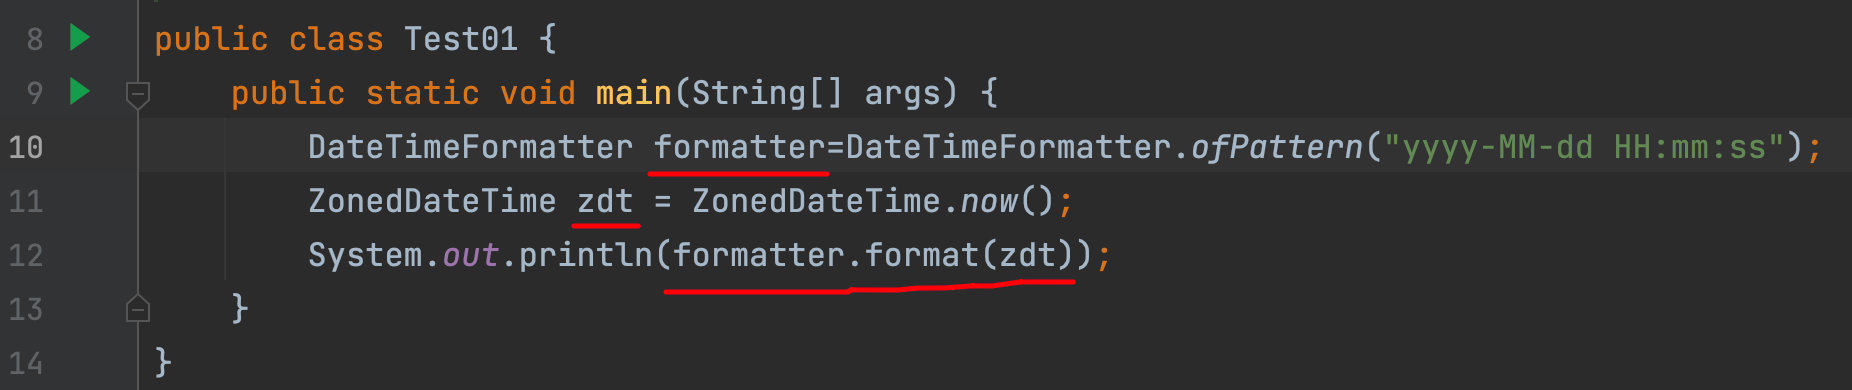 8 public class Test01 {
9 public static void main(String[] args) {
10 DateTimeFormatter formatter=DateTimeFormatter.ofPattern("yyyy-MM-dd HH:mm:ss");
11 ZonedDateTime zdt = ZonedDateTime.now();
12 System.out.println(formatter.format(zdt));
13 }
14 }